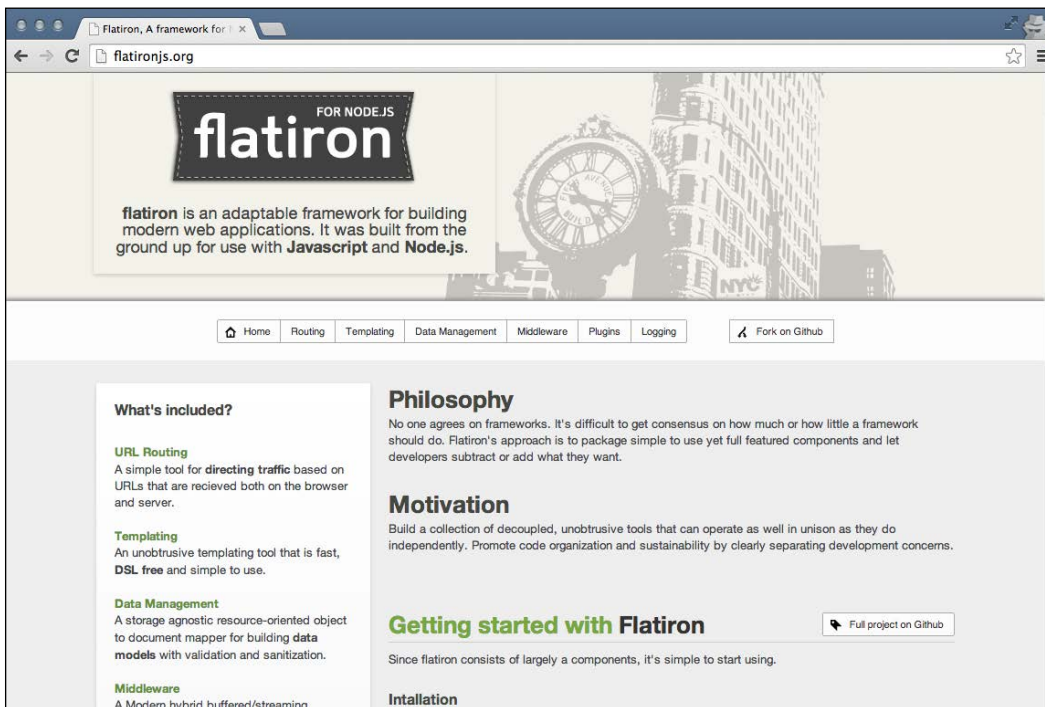 Flatiron, A framework for
flatironjs.org
FOR NODE.JS
flatiron
flatiron is an adaptable framework for building
modern web applications. It was built from the
ground up for use with Javascript and Node.js.
AVENUE
BUILD
NYC
Home Routing Templating Data Management Middleware Plugins Logging Fork on Github
What's included?
URL Routing
A simple tool for directing traffic based on
URLs that are recieved both on the browser
and server.
Templating
An unobtrusive templating tool that is fast,
DSL free and simple to use.
Data Management
A storage agnostic resource-oriented object
to document mapper for building data
models with validation and sanitization.
Middleware
A Modern hybrid buffered/streaming
Philosophy
No one agrees on frameworks. It's difficult to get consensus on how much or how little a framework
should do. Flatiron's approach is to package simple to use yet full featured components and let
developers subtract or add what they want.
Motivation
Build a collection of decoupled, unobtrusive tools that can operate as well in unison as they do
independently. Promote code organization and sustainability by clearly separating development concerns.
Getting started with Flatiron
Full project on Github
Since flatiron consists of largely a components, it's simple to start using.
Intallation